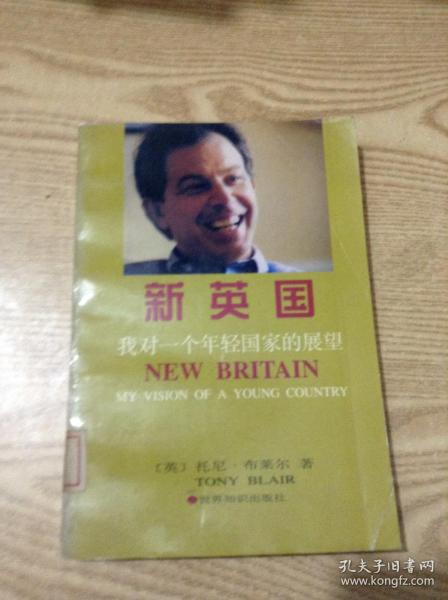 新英国
我对一个年轻国家的展望
NEW BRITAIN
MY VISION OF A YOUNG COUNTRY
〔英〕托尼·布莱尔 著
TONY BLAIR
世界知识出版社
孔夫子旧书网
www.kongfz.com